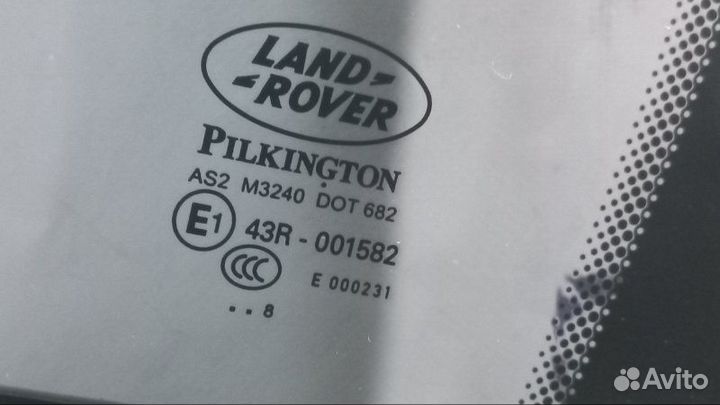 LAND
ROVER
PILKINGTON
AS2 M3240 DOT 682
E1 43R - 001582
CCC E 000231
. . 8
Avito